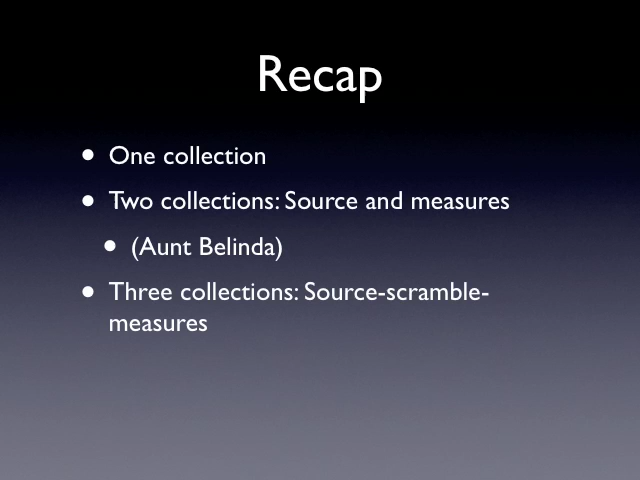 Recap
• One collection
• Two collections: Source and measures
• (Aunt Belinda)
• Three collections: Source-scramble-
measures